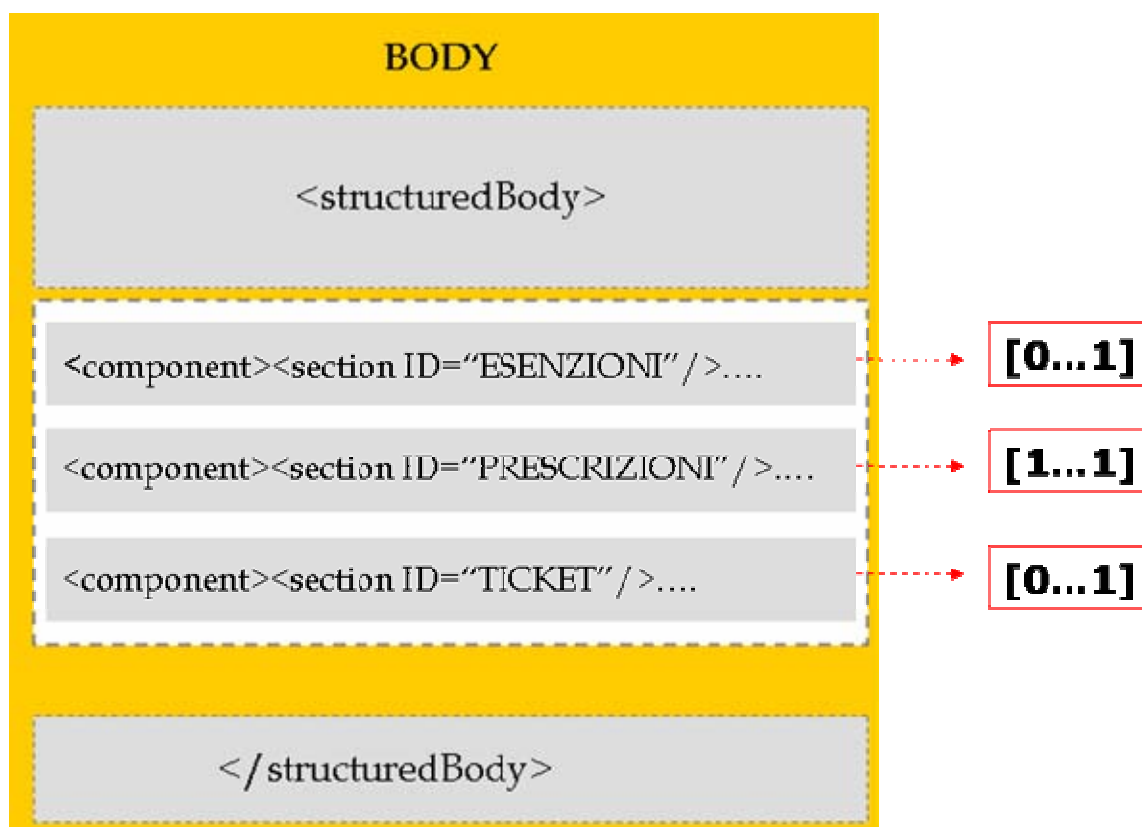 BODY
<structuredBody>
<component><section ID=“ESENZIONI”/>.... [0...1]
<component><section ID=“PRESCRIZIONI”/>.... [1...1]
<component><section ID=“TICKET”/>.... [0...1]
</structuredBody>